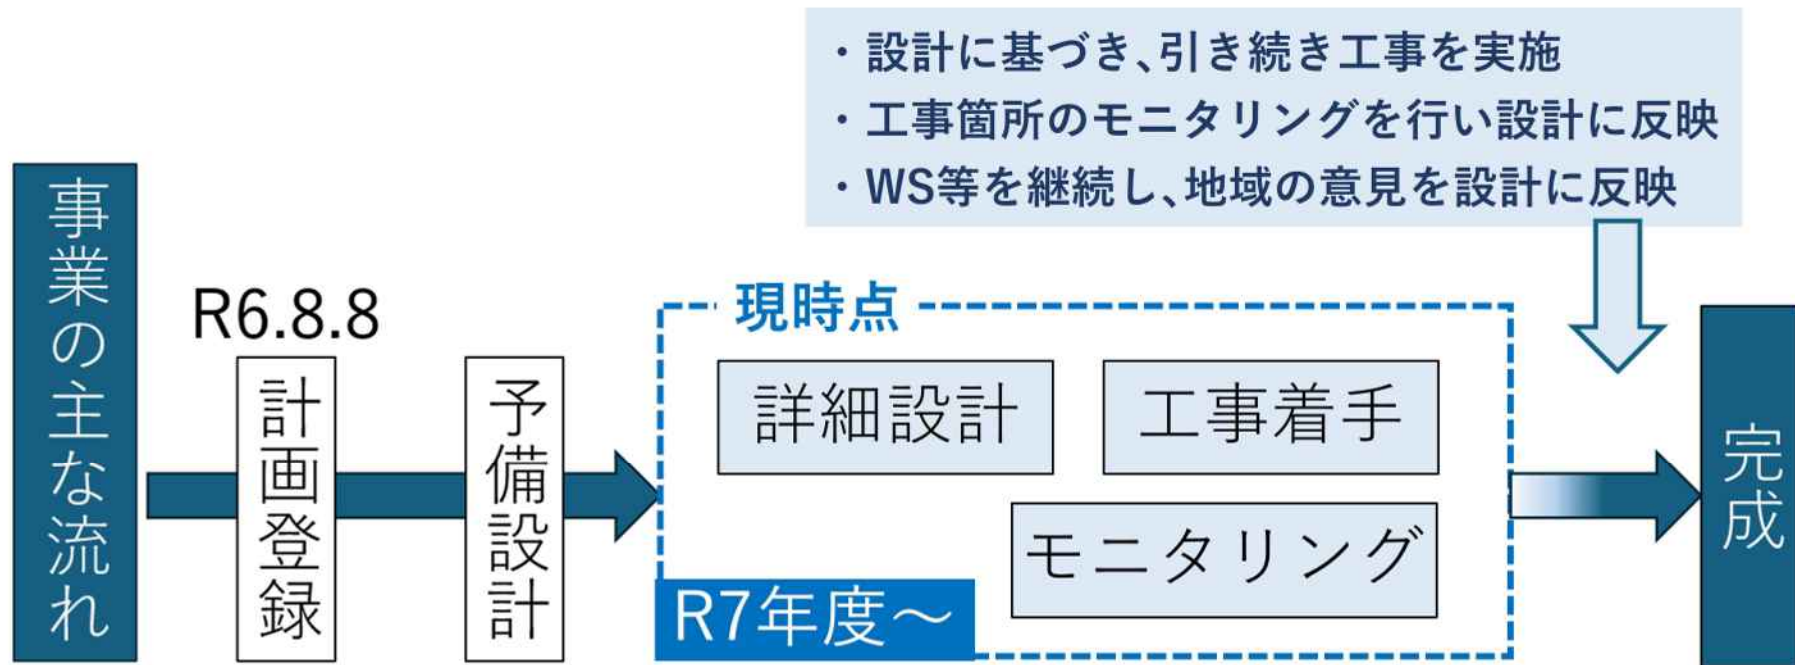 ・設計に基づき、引き続き工事を実施
・工事箇所のモニタリングを行い設計に反映
・WS等を継続し、地域の意見を設計に反映
事業の主な流れ
R6.8.8
計画登録
予備設計
現時点
詳細設計
工事着手
モニタリング
R7年度～
完成